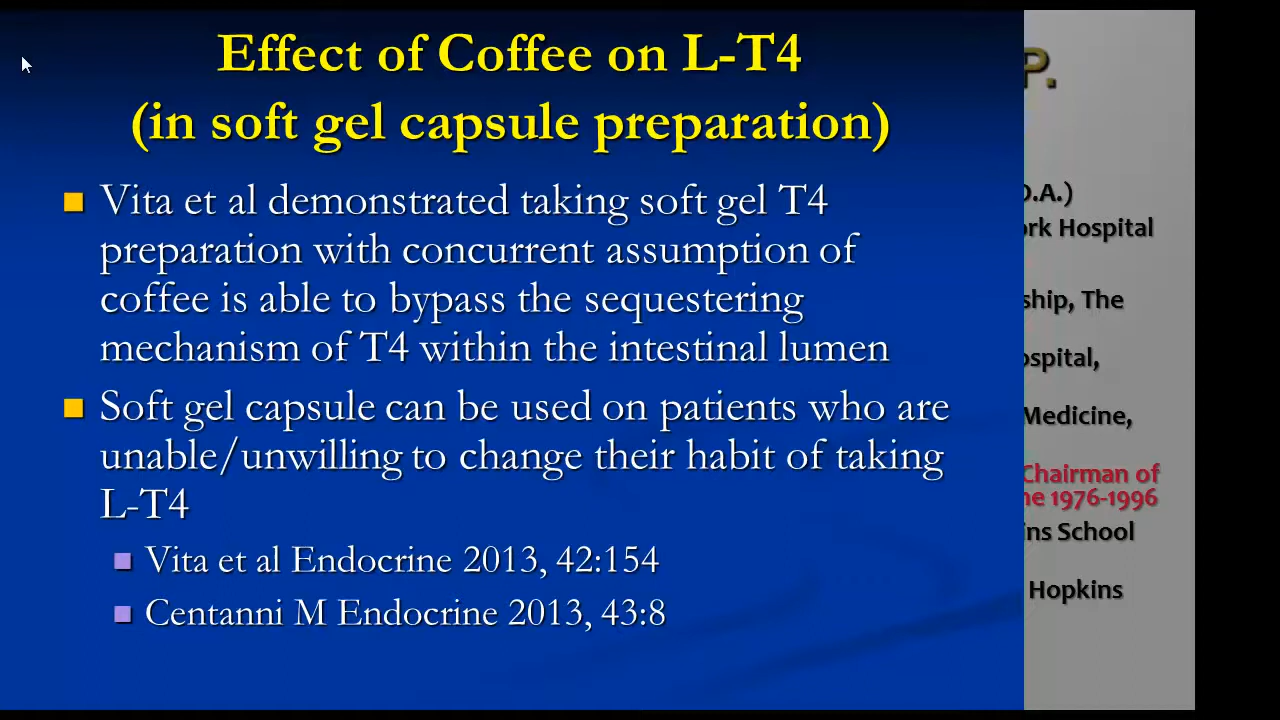 Effect of Coffee on L-T4
(in soft gel capsule preparation)
Vita et al demonstrated taking soft gel T4
preparation with concurrent assumption of
coffee is able to bypass the sequestering
mechanism of T4 within the intestinal lumen
Soft gel capsule can be used on patients who are
unable/unwilling to change their habit of taking
L-T4
Vita et al Endocrine 2013, 42:154
Centanni M Endocrine 2013, 43:8
P.
O.A.)
ork Hospital
ship, The
ospital,
Medicine,
Chairman of
ne 1976-1996
ins School
Hopkins